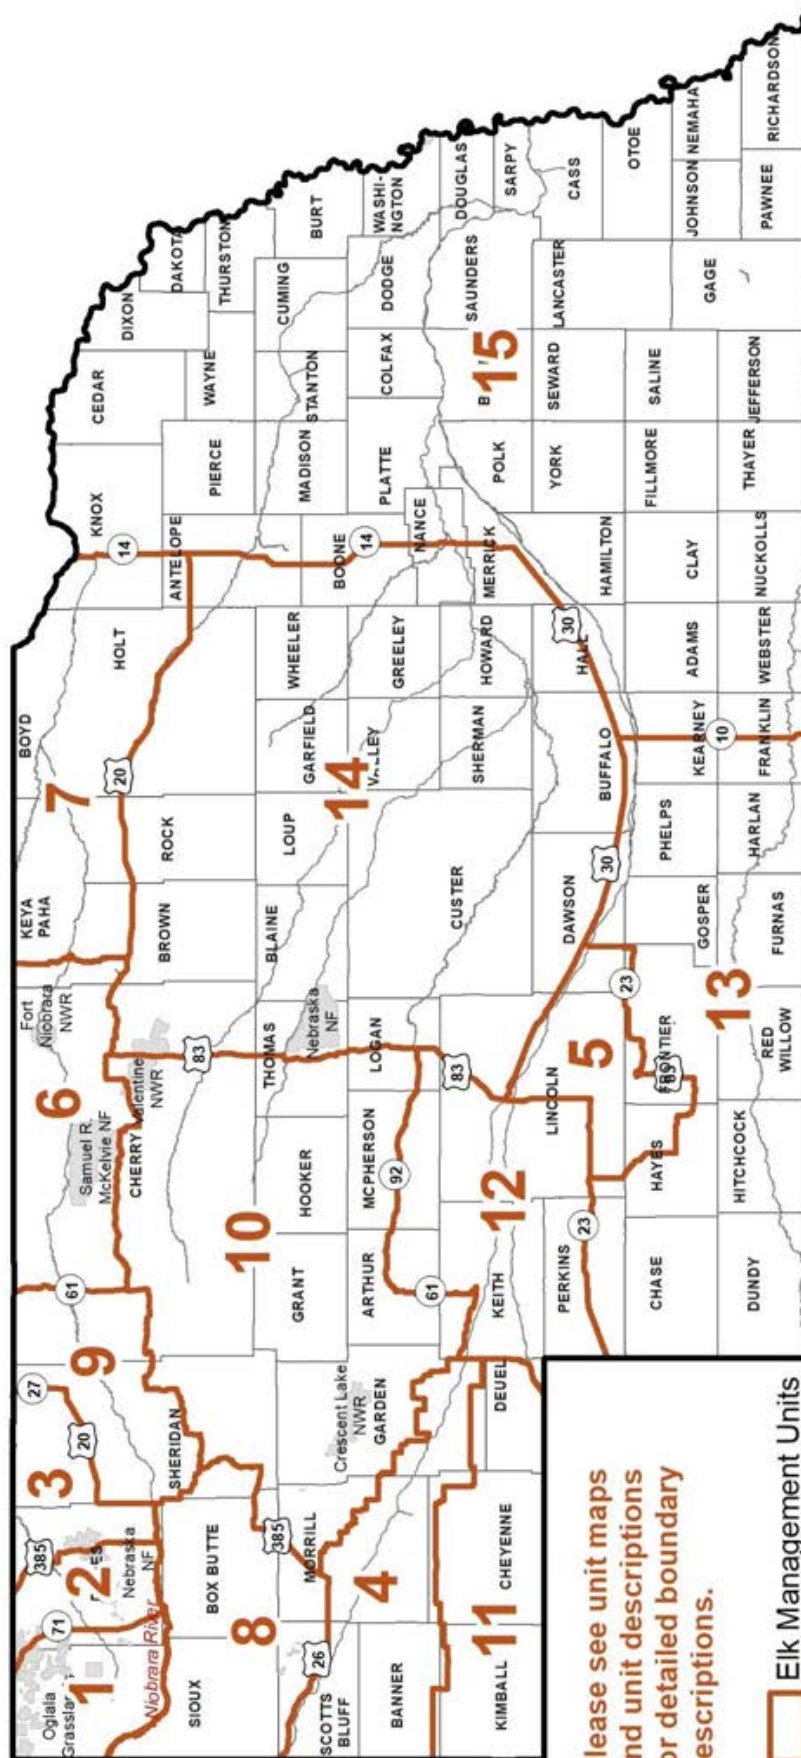 Oglala
1
71
2
Nebraska
NF
385
3
27
20
9
61
Samuel R.
McKelvie NF
6
Fort
Niobrara
NWR
KEYA
PAHA
7
BOYD
20
HOLT
KNOX
14
CEDAR
DIXON
DAKOTA
Niobrara River
SIOUX
BOX BUTTE
SHERIDAN
CHERRY
Valentine
NWR
83
BROWN
ROCK
ANTELOPE
PIERCE
WAYNE
THURSTON
8
385
10
GRANT
HOOKER
THOMAS
BLAINE
LOUP
GARFIELD
WHEELER
BOONE
MADISON
STANTON
CUMING
BURT
SCOTTS
BLUFF
26
MORRILL
Crescent Lake
NWR
GARDEN
ARTHUR
MCPHERSON
92
LOGAN
Nebraska
NF
14
GREELEY
14
PLATTE
COLFAX
DODGE
WASHI-
NGTON
BANNER
4
61
83
CUSTER
SHERMAN
HOWARD
NANCE
MERRICK
POLK
SAUNDERS
DOUGLAS
SARPY
KIMBALL
11
CHEYENNE
DEUEL
KEITH
12
LINCOLN
DAWSON
BUFFALO
HALL
30
HAMILTON
YORK
SEWARD
15
LANCASTER
CASS
PERKINS
23
5
23
30
CHASE
HAYES
FRONTIER
GOSPER
PHELPS
KEARNEY
ADAMS
CLAY
FILLMORE
SALINE
GAGE
OTOE
JOHNSON
NEMAHA
DUNDY
HITCHCOCK
RED
WILLOW
13
FURNAS
HARLAN
10
FRANKLIN
WEBSTER
NUCKOLLS
THAYER
JEFFERSON
PAWNEE
RICHARDSON
lease see unit maps
nd unit descriptions
or detailed boundary
escriptions.
Elk Management Units